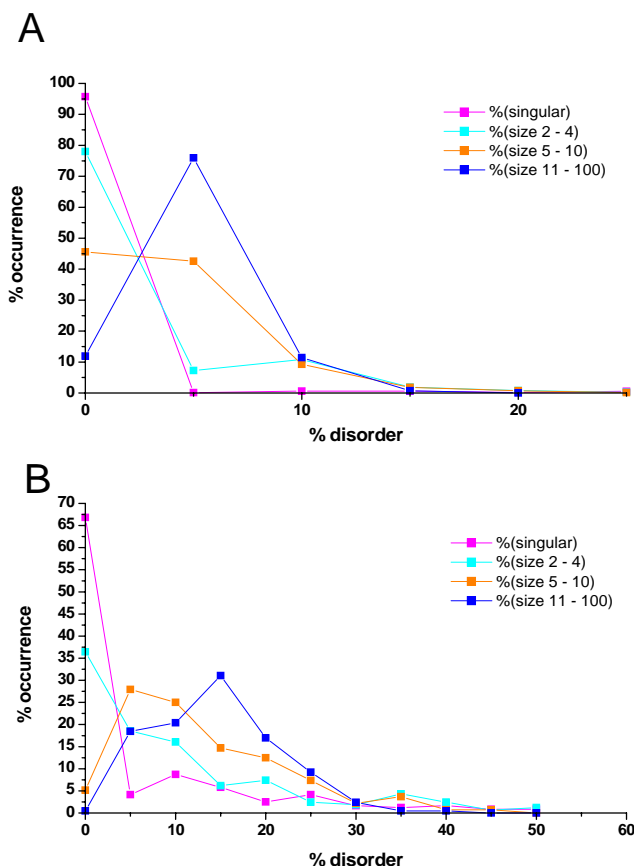 A
100
90
80
70
60
50
40
30
20
10
0
% occurrence
%(singular)
%(size 2 - 4)
%(size 5 - 10)
%(size 11 - 100)
0 10 20
% disorder
B
70
65
60
55
50
45
40
35
30
25
20
15
10
5
0
% occurrence
%(singular)
%(size 2 - 4)
%(size 5 - 10)
%(size 11 - 100)
0 10 20 30 40 50 60
% disorder